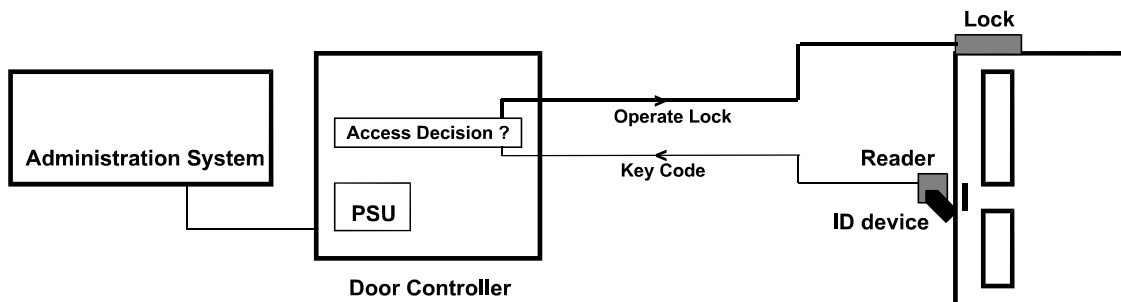 Lock
Operate Lock
Access Decision ?
Administration System
Key Code
Reader
PSU
ID device
Door Controller